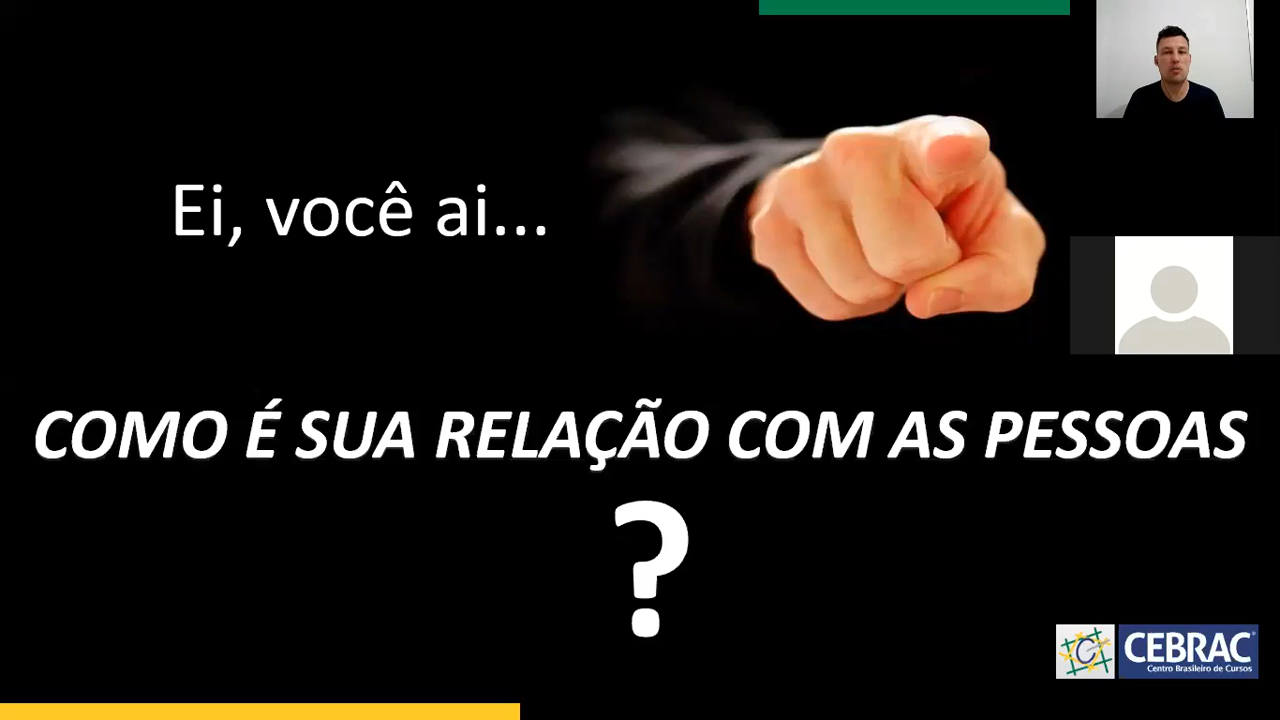 Ei, você ai...
COMO É SUA RELAÇÃO COM AS PESSOAS
?
CEBRAC®
Centro Brasileiro de Cursos